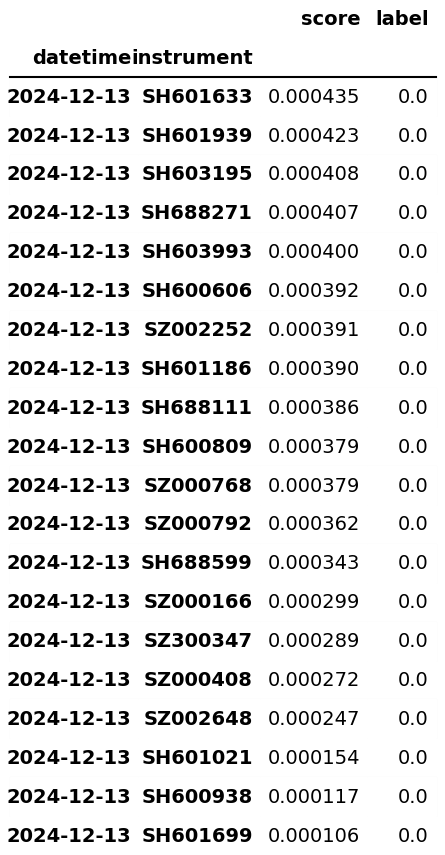 score label
datetime instrument
2024-12-13 SH601633 0.000435 0.0
2024-12-13 SH601939 0.000423 0.0
2024-12-13 SH603195 0.000408 0.0
2024-12-13 SH688271 0.000407 0.0
2024-12-13 SH603993 0.000400 0.0
2024-12-13 SH600606 0.000392 0.0
2024-12-13 SZ002252 0.000391 0.0
2024-12-13 SH601186 0.000390 0.0
2024-12-13 SH688111 0.000386 0.0
2024-12-13 SH600809 0.000379 0.0
2024-12-13 SZ000768 0.000379 0.0
2024-12-13 SZ000792 0.000362 0.0
2024-12-13 SH688599 0.000343 0.0
2024-12-13 SZ000166 0.000299 0.0
2024-12-13 SZ300347 0.000289 0.0
2024-12-13 SZ000408 0.000272 0.0
2024-12-13 SZ002648 0.000247 0.0
2024-12-13 SH601021 0.000154 0.0
2024-12-13 SH600938 0.000117 0.0
2024-12-13 SH601699 0.000106 0.0